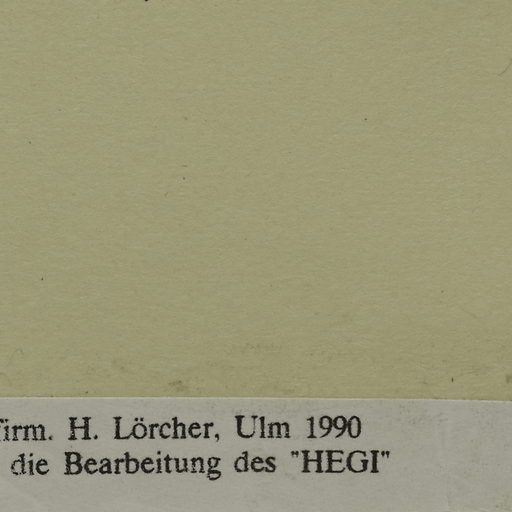 firm. H. Lörcher, Ulm 1990
die Bearbeitung des "HEGI"